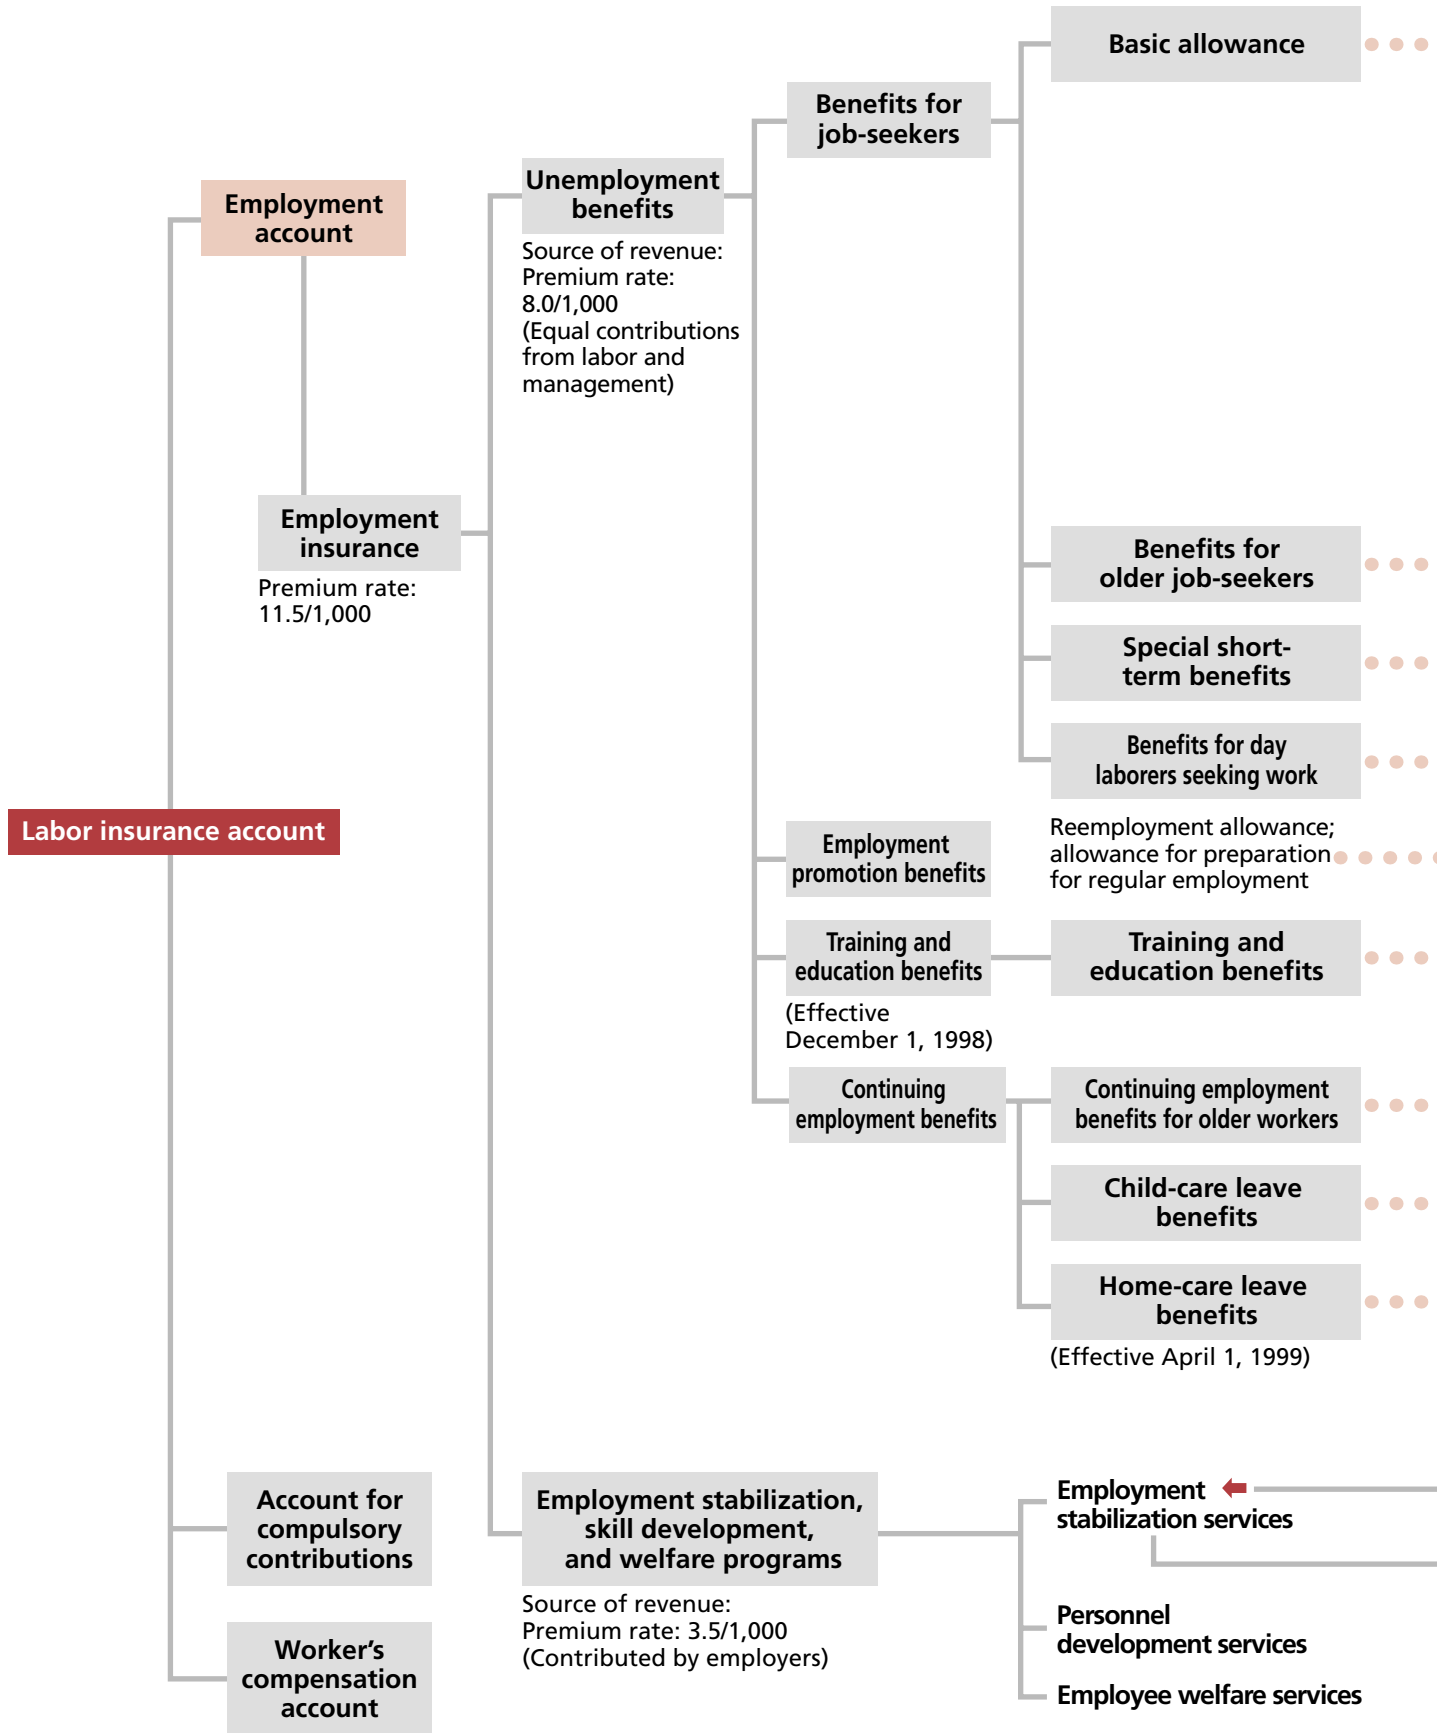 Basic allowance
Benefits for
job-seekers
Unemployment
benefits
Source of revenue:
Premium rate:
8.0/1,000
(Equal contributions
from labor and
management)
Employment
account
Employment
insurance
Premium rate:
11.5/1,000
Benefits for
older job-seekers
Special short-
term benefits
Benefits for day
laborers seeking work
Labor insurance account
Employment
promotion benefits
Reemployment allowance;
allowance for preparation
for regular employment
Training and
education benefits
(Effective
December 1, 1998)
Training and
education benefits
Continuing
employment benefits
Continuing employment
benefits for older workers
Child-care leave
benefits
Home-care leave
benefits
(Effective April 1, 1999)
Account for
compulsory
contributions
Employment stabilization,
skill development,
and welfare programs
Source of revenue:
Premium rate: 3.5/1,000
(Contributed by employers)
Employment
stabilization services
Personnel
development services
Employee welfare services
Worker’s
compensation
account